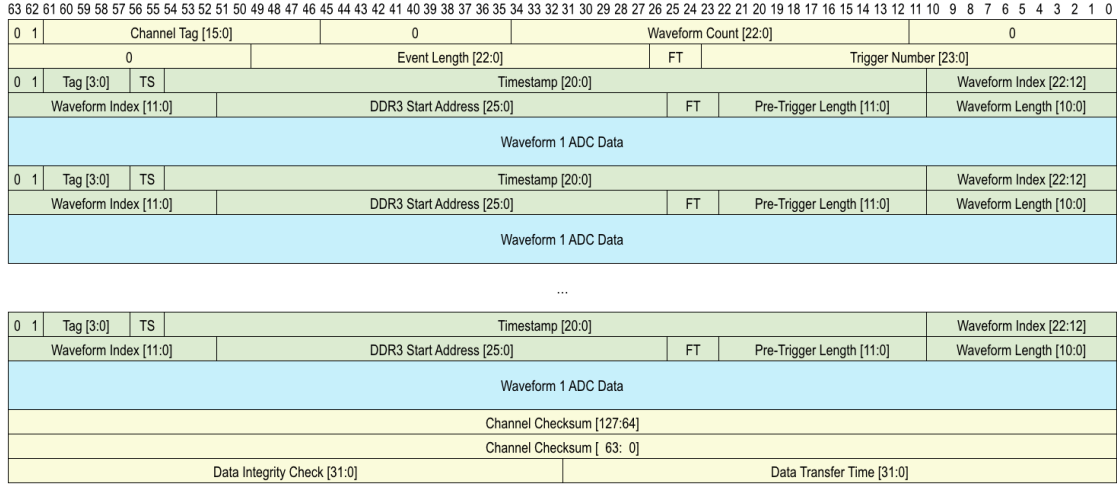 63 62 61 60 59 58 57 56 55 54 53 52 51 50 49 48 47 46 45 44 43 42 41 40 39 38 37 36 35 34 33 32 31 30 29 28 27 26 25 24 23 22 21 20 19 18 17 16 15 14 13 12 11 10 9 8 7 6 5 4 3 2 1 0
0 1 Channel Tag [15:0] 0 Waveform Count [22:0] 0
0 Event Length [22:0] FT Trigger Number [23:0]
0 1 Tag [3:0] TS Timestamp [20:0] Waveform Index [22:12]
Waveform Index [11:0] DDR3 Start Address [25:0] FT Pre-Trigger Length [11:0] Waveform Length [10:0]
Waveform 1 ADC Data
0 1 Tag [3:0] TS Timestamp [20:0] Waveform Index [22:12]
Waveform Index [11:0] DDR3 Start Address [25:0] FT Pre-Trigger Length [11:0] Waveform Length [10:0]
Waveform 1 ADC Data
...
0 1 Tag [3:0] TS Timestamp [20:0] Waveform Index [22:12]
Waveform Index [11:0] DDR3 Start Address [25:0] FT Pre-Trigger Length [11:0] Waveform Length [10:0]
Waveform 1 ADC Data
Channel Checksum [127:64]
Channel Checksum [ 63: 0]
Data Integrity Check [31:0] Data Transfer Time [31:0]